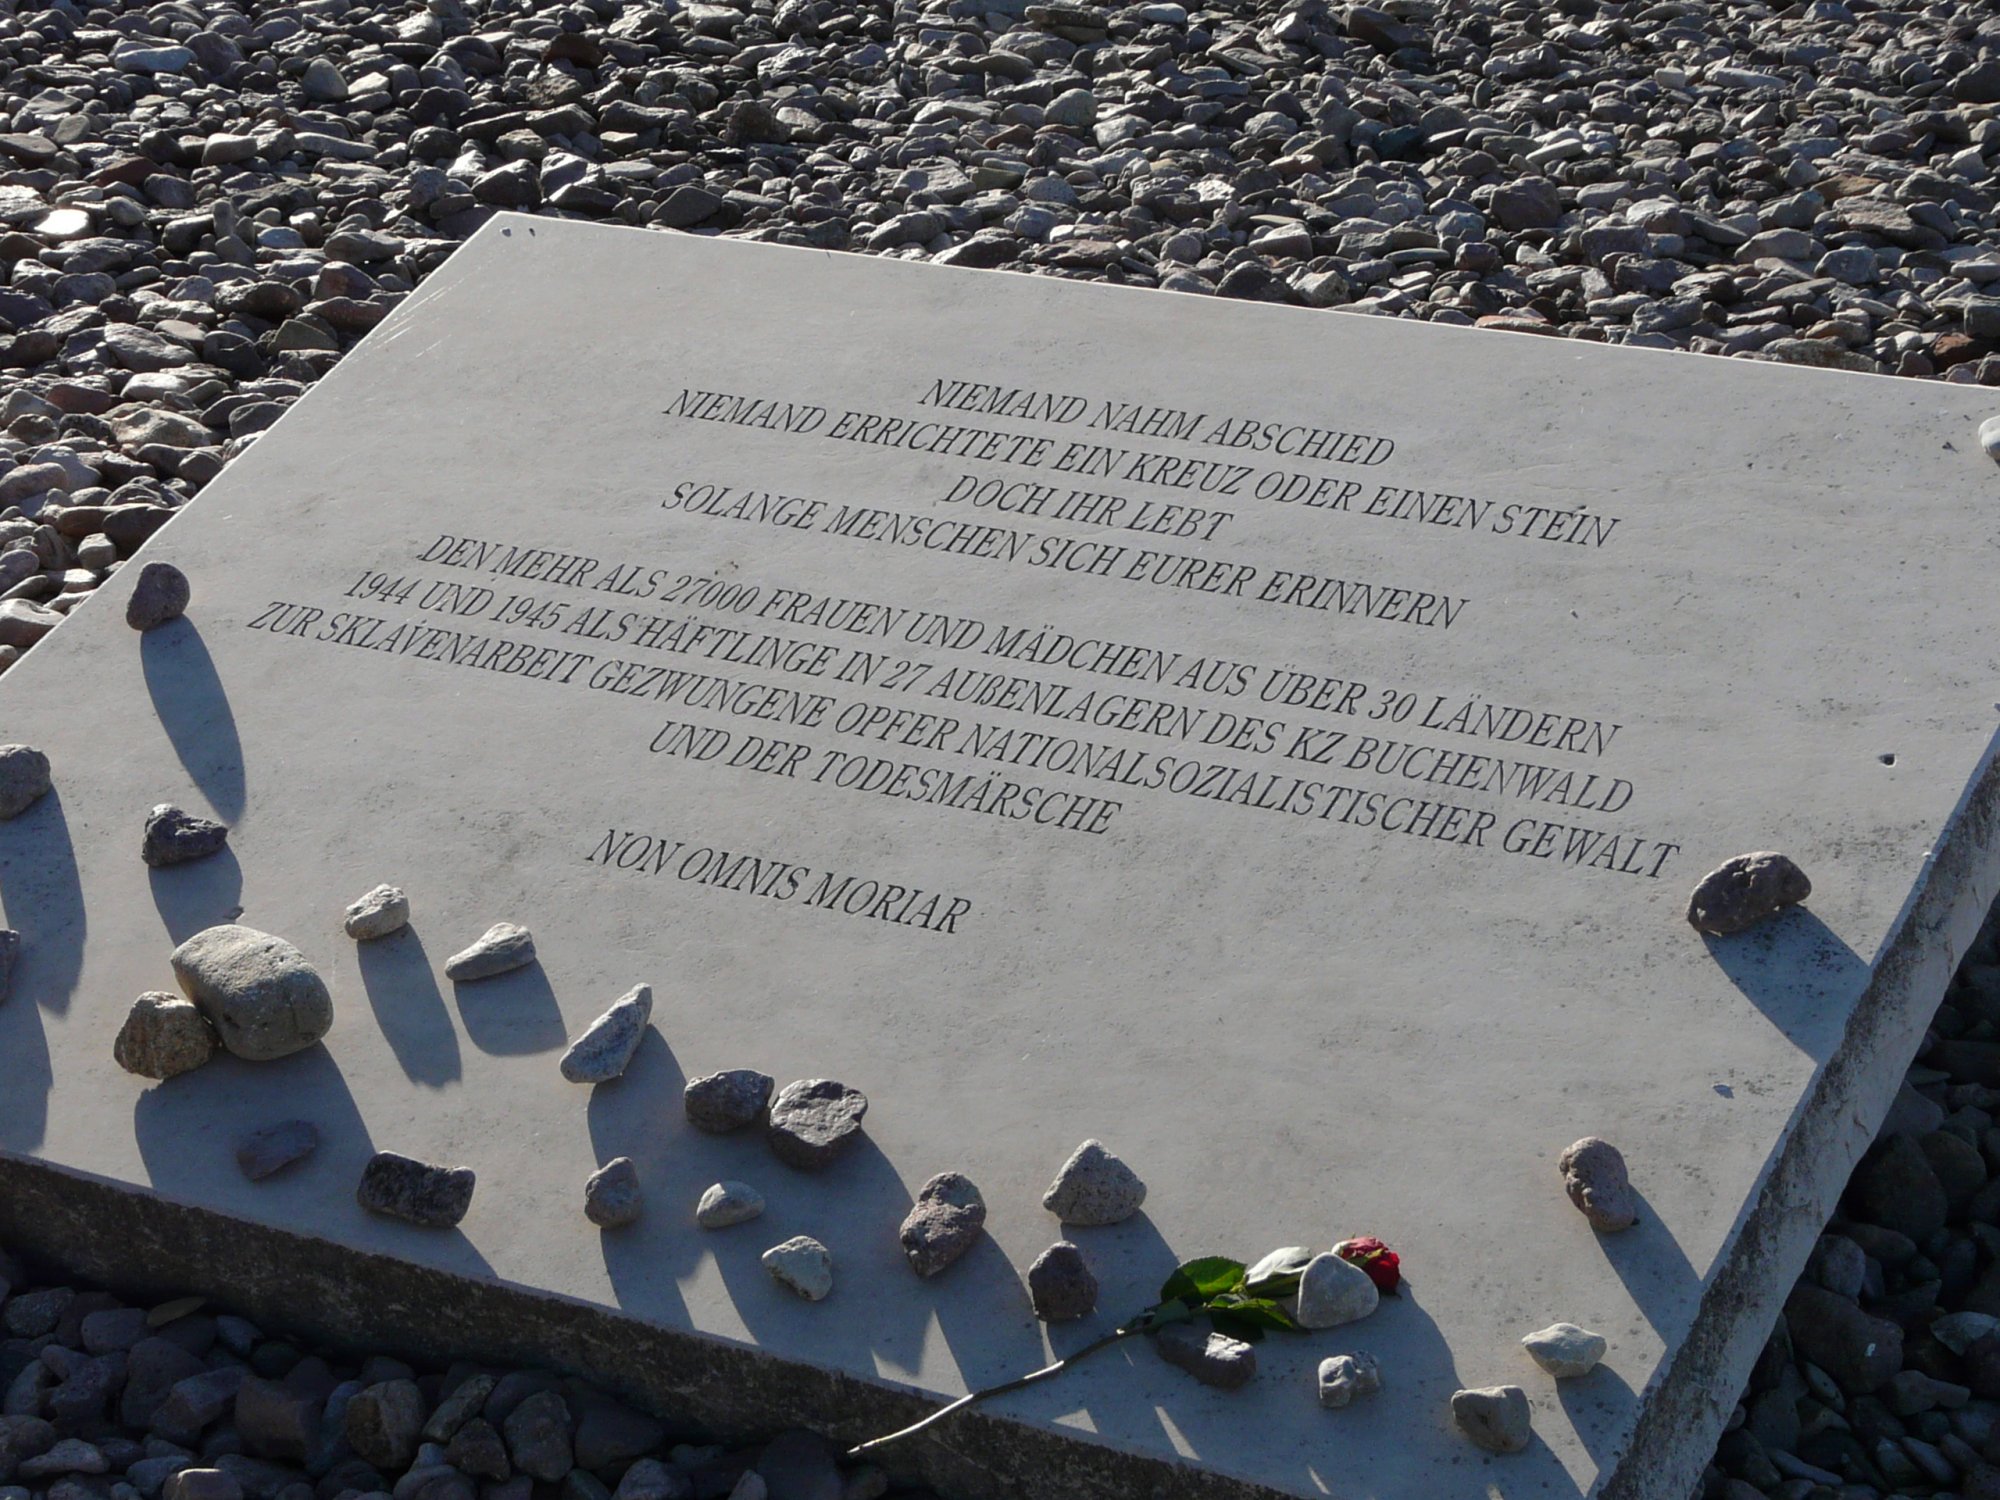 NIEMAND NAHM ABSCHIED
NIEMAND ERRICHTETE EIN KREUZ ODER EINEN STEIN
DOCH IHR LEBT
SOLANGE MENSCHEN SICH EURER ERINNERN
DEN MEHR ALS 27000 FRAUEN UND MÄDCHEN AUS ÜBER 30 LÄNDERN
1944 UND 1945 ALS HÄFTLINGE IN 27 AUßENLAGERN DES KZ BUCHENWALD
ZUR SKLAVENARBEIT GEZWUNGENE OPFER NATIONALSOZIALISTISCHER GEWALT
UND DER TODESMÄRSCHE
NON OMNIS MORIAR